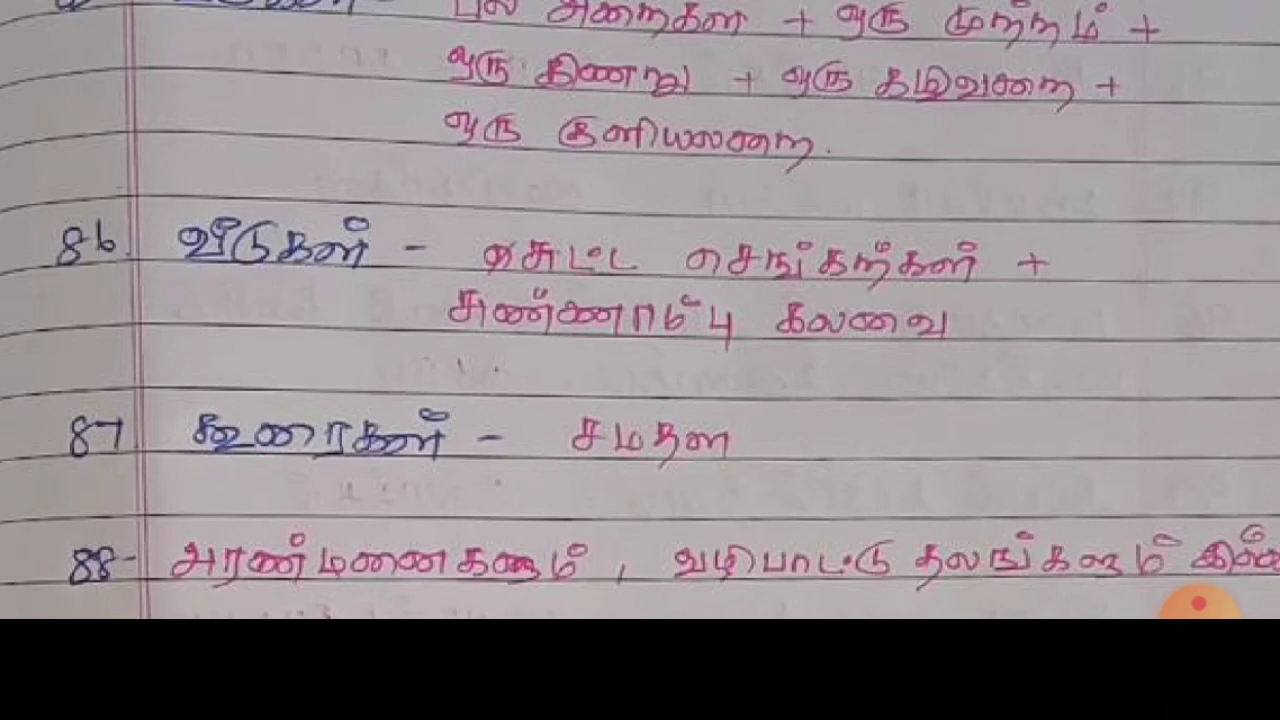 பல அறைகள் + ஒரு முற்றம் +
ஒரு கிணறு + ஒரு கழிவறை +
ஒரு குளியலறை.
86. வீடுகள் - சுட்ட செங்கற்கள் +
சுண்ணாம்பு கலவை
87 கூரைகள் - சமதள
88- அரண்மனைகளும், வழிபாட்டு தலங்களும்